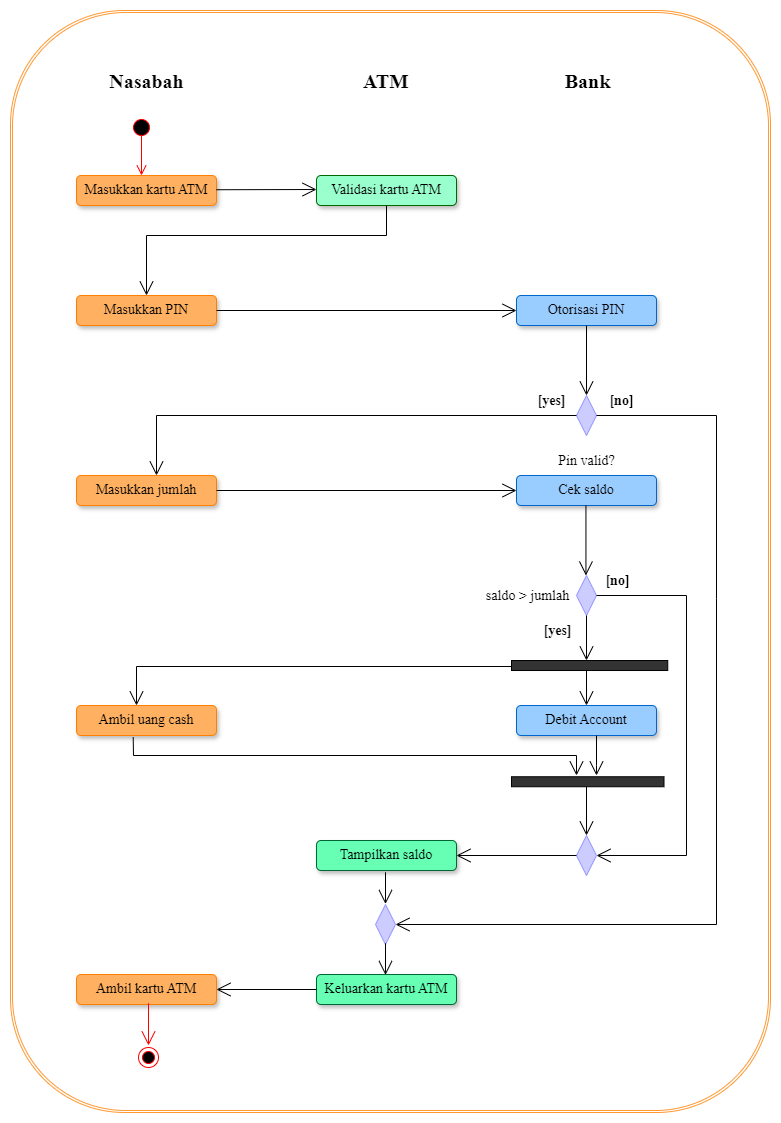 Nasabah
ATM
Bank
Masukkan kartu ATM
Validasi kartu ATM
Masukkan PIN
Otorisasi PIN
[yes]
[no]
Pin valid?
Masukkan jumlah
Cek saldo
[no]
saldo > jumlah
[yes]
Ambil uang cash
Debit Account
Tampilkan saldo
Ambil kartu ATM
Keluarkan kartu ATM